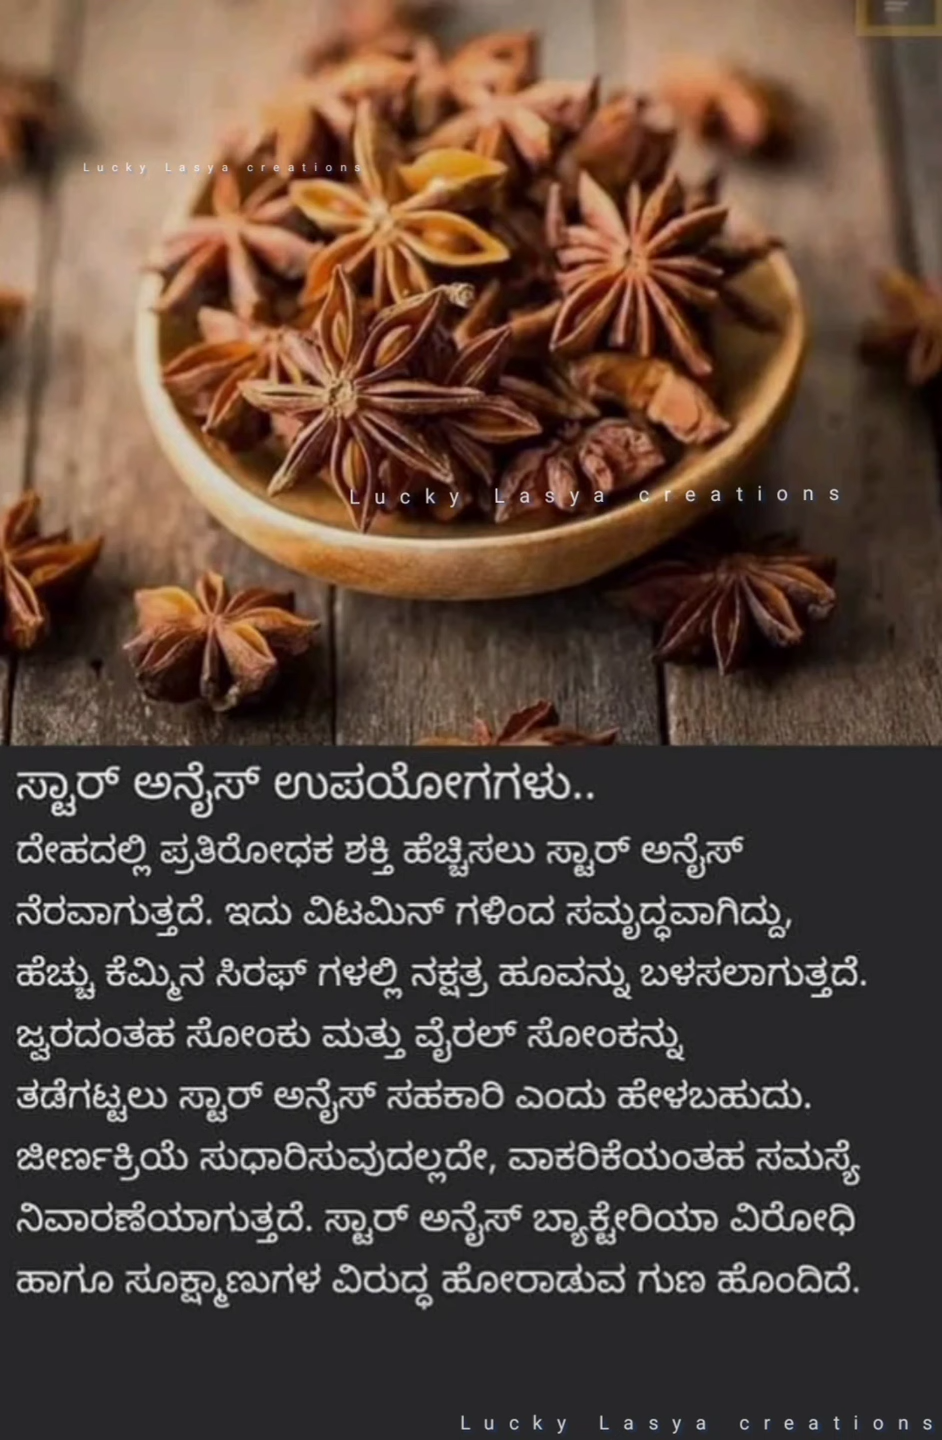 Lucky Lasya creations
Lucky Lasya creations
ಸ್ಟಾರ್ ಅನೈಸ್ ಉಪಯೋಗಗಳು..
ದೇಹದಲ್ಲಿ ಪ್ರತಿರೋಧಕ ಶಕ್ತಿ ಹೆಚ್ಚಿಸಲು ಸ್ಟಾರ್ ಅನೈಸ್
ನೆರವಾಗುತ್ತದೆ. ಇದು ವಿಟಮಿನ್ ಗಳಿಂದ ಸಮೃದ್ಧವಾಗಿದ್ದು,
ಹೆಚ್ಚು ಕೆಮ್ಮಿನ ಸಿರಫ್ ಗಳಲ್ಲಿ ನಕ್ಷತ್ರ ಹೂವನ್ನು ಬಳಸಲಾಗುತ್ತದೆ.
ಜ್ವರದಂತಹ ಸೋಂಕು ಮತ್ತು ವೈರಲ್ ಸೋಂಕನ್ನು
ತಡೆಗಟ್ಟಲು ಸ್ಟಾರ್ ಅನೈಸ್ ಸಹಕಾರಿ ಎಂದು ಹೇಳಬಹುದು.
ಜೀರ್ಣಕ್ರಿಯೆ ಸುಧಾರಿಸುವುದಲ್ಲದೇ, ವಾಕರಿಕೆಯಂತಹ ಸಮಸ್ಯೆ
ನಿವಾರಣೆಯಾಗುತ್ತದೆ. ಸ್ಟಾರ್ ಅನೈಸ್ ಬ್ಯಾಕ್ಟೇರಿಯಾ ವಿರೋಧಿ
ಹಾಗೂ ಸೂಕ್ಷ್ಮಾಣುಗಳ ವಿರುದ್ಧ ಹೋರಾಡುವ ಗುಣ ಹೊಂದಿದೆ.
Lucky Lasya creations